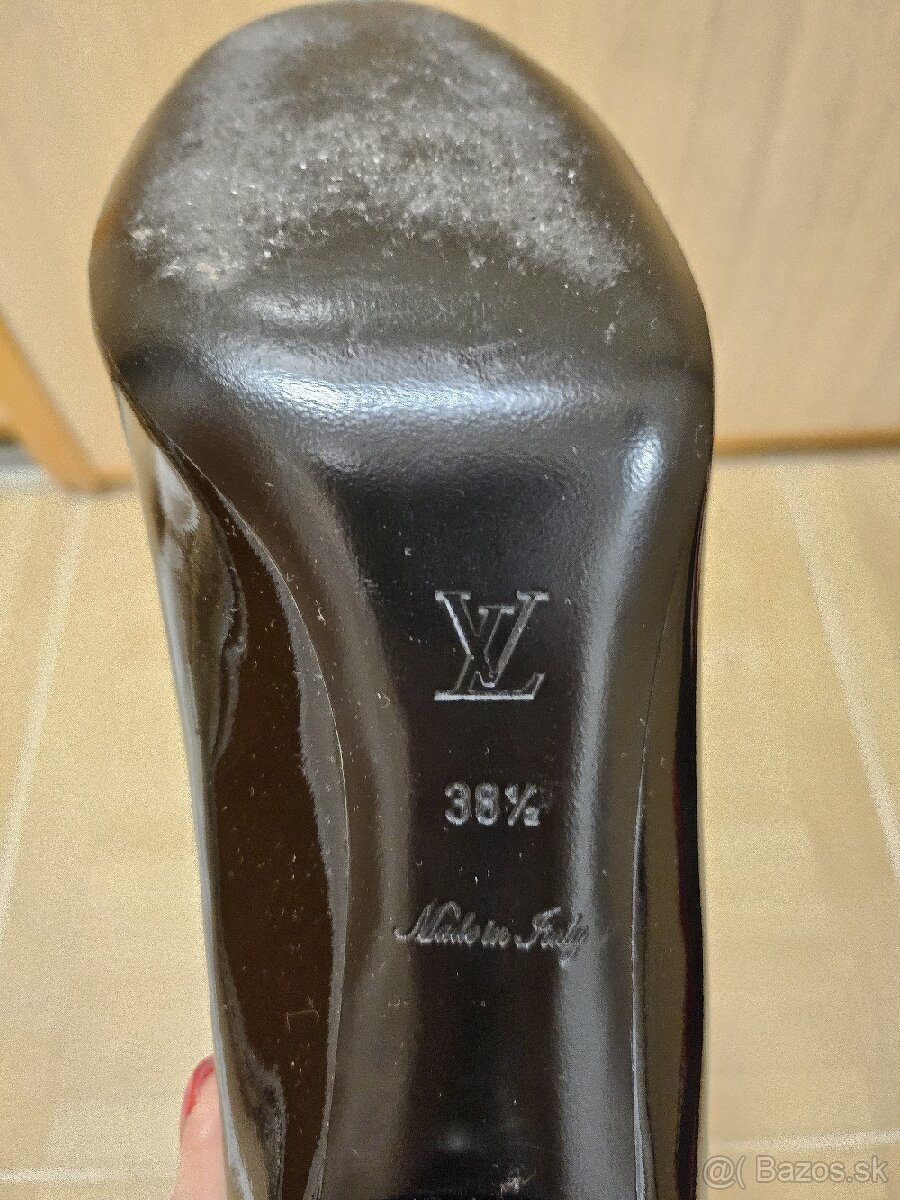 LV
38½
Made in Italy
@( Bazos.sk